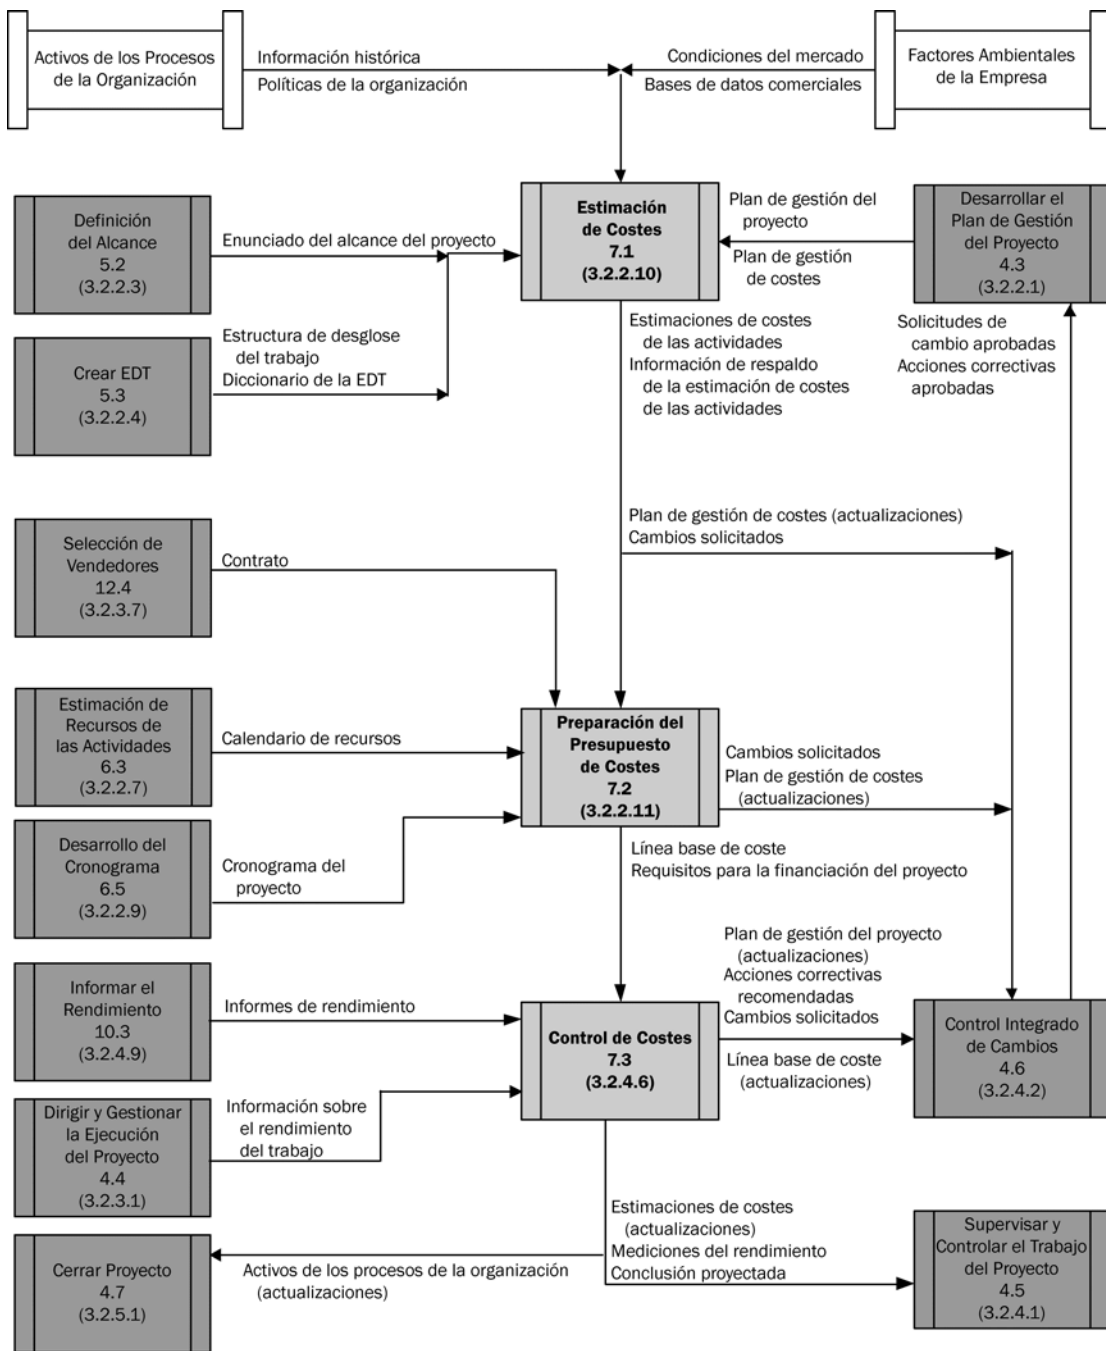 Activos de los Procesos
de la Organización
Información histórica
Políticas de la organización
Condiciones del mercado
Bases de datos comerciales
Factores Ambientales
de la Empresa
Definición
del Alcance
5.2
(3.2.2.3)
Enunciado del alcance del proyecto
Estimación
de Costes
7.1
(3.2.2.10)
Plan de gestión del
proyecto
Plan de gestión
de costes
Desarrollar el
Plan de Gestión
del Proyecto
4.3
(3.2.2.1)
Crear EDT
5.3
(3.2.2.4)
Estructura de desglose
del trabajo
Diccionario de la EDT
Estimaciones de costes
de las actividades
Información de respaldo
de la estimación de costes
de las actividades
Solicitudes de
cambio aprobadas
Acciones correctivas
aprobadas
Selección de
Vendedores
12.4
(3.2.3.7)
Contrato
Plan de gestión de costes (actualizaciones)
Cambios solicitados
Estimación de
Recursos de
las Actividades
6.3
(3.2.2.7)
Calendario de recursos
Preparación del
Presupuesto
de Costes
7.2
(3.2.2.11)
Cambios solicitados
Plan de gestión de costes
(actualizaciones)
Desarrollo del
Cronograma
6.5
(3.2.2.9)
Cronograma del
proyecto
Línea base de coste
Requisitos para la financiación del proyecto
Informar el
Rendimiento
10.3
(3.2.4.9)
Informes de rendimiento
Control de Costes
7.3
(3.2.4.6)
Plan de gestión del proyecto
(actualizaciones)
Acciones correctivas
recomendadas
Cambios solicitados
Línea base de coste
(actualizaciones)
Control Integrado
de Cambios
4.6
(3.2.4.2)
Dirigir y Gestionar
la Ejecución
del Proyecto
4.4
(3.2.3.1)
Información sobre
el rendimiento
del trabajo
Estimaciones de costes
(actualizaciones)
Mediciones del rendimiento
Conclusión proyectada
Supervisar y
Controlar el Trabajo
del Proyecto
4.5
(3.2.4.1)
Cerrar Proyecto
4.7
(3.2.5.1)
Activos de los procesos de la organización
(actualizaciones)